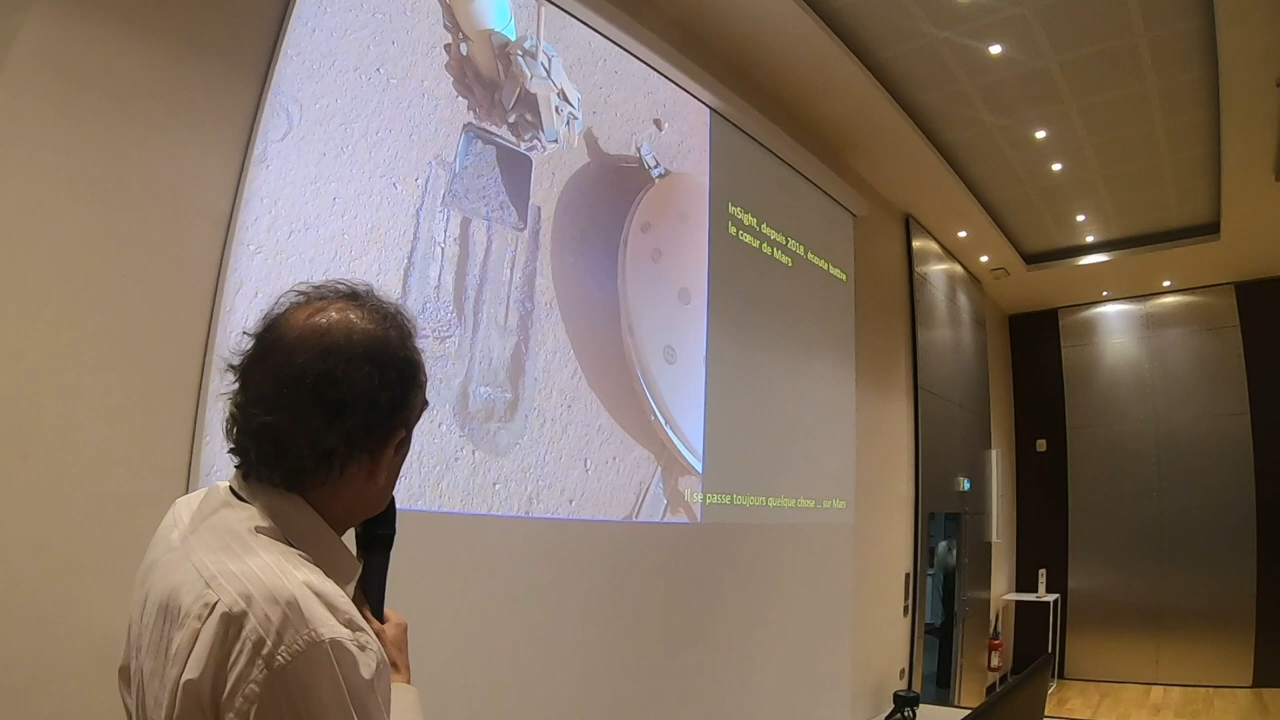 InSight, depuis 2018, écoute battre
le cœur de Mars
Il se passe toujours quelque chose ... sur Mars